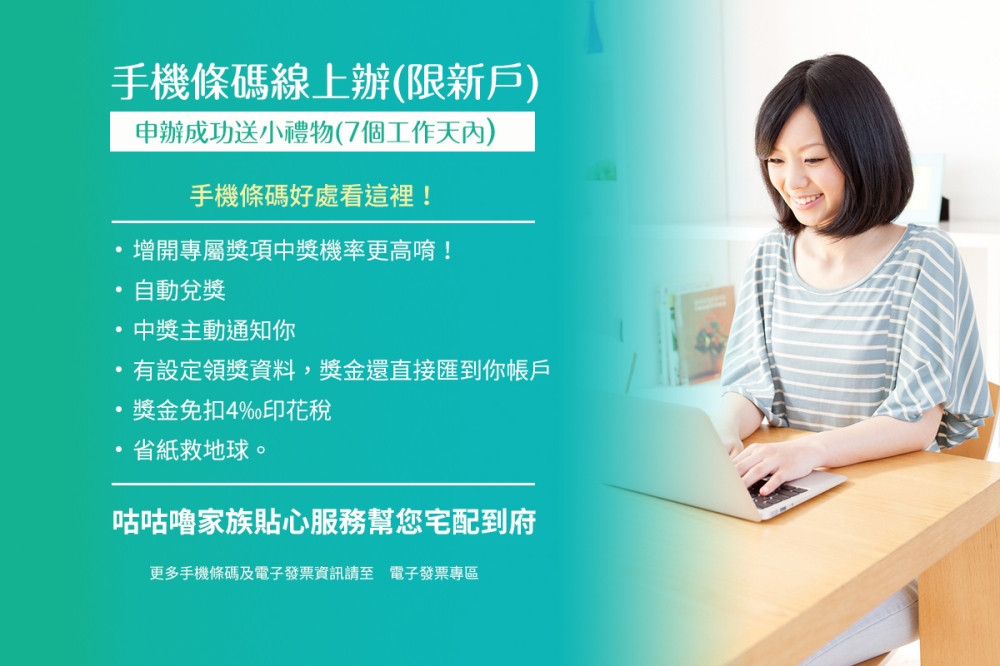 手機條碼線上辦(限新戶)
申辦成功送小禮物(7個工作天內)
手機條碼好處看這裡！
• 增開專屬獎項中獎機率更高唷！
• 自動兌獎
• 中獎主動通知你
• 有設定領獎資料，獎金還直接匯到你帳戶
• 獎金免扣4‰印花稅
• 省紙救地球。
咕咕嚕家族貼心服務幫您宅配到府
更多手機條碼及電子發票資訊請至　電子發票專區